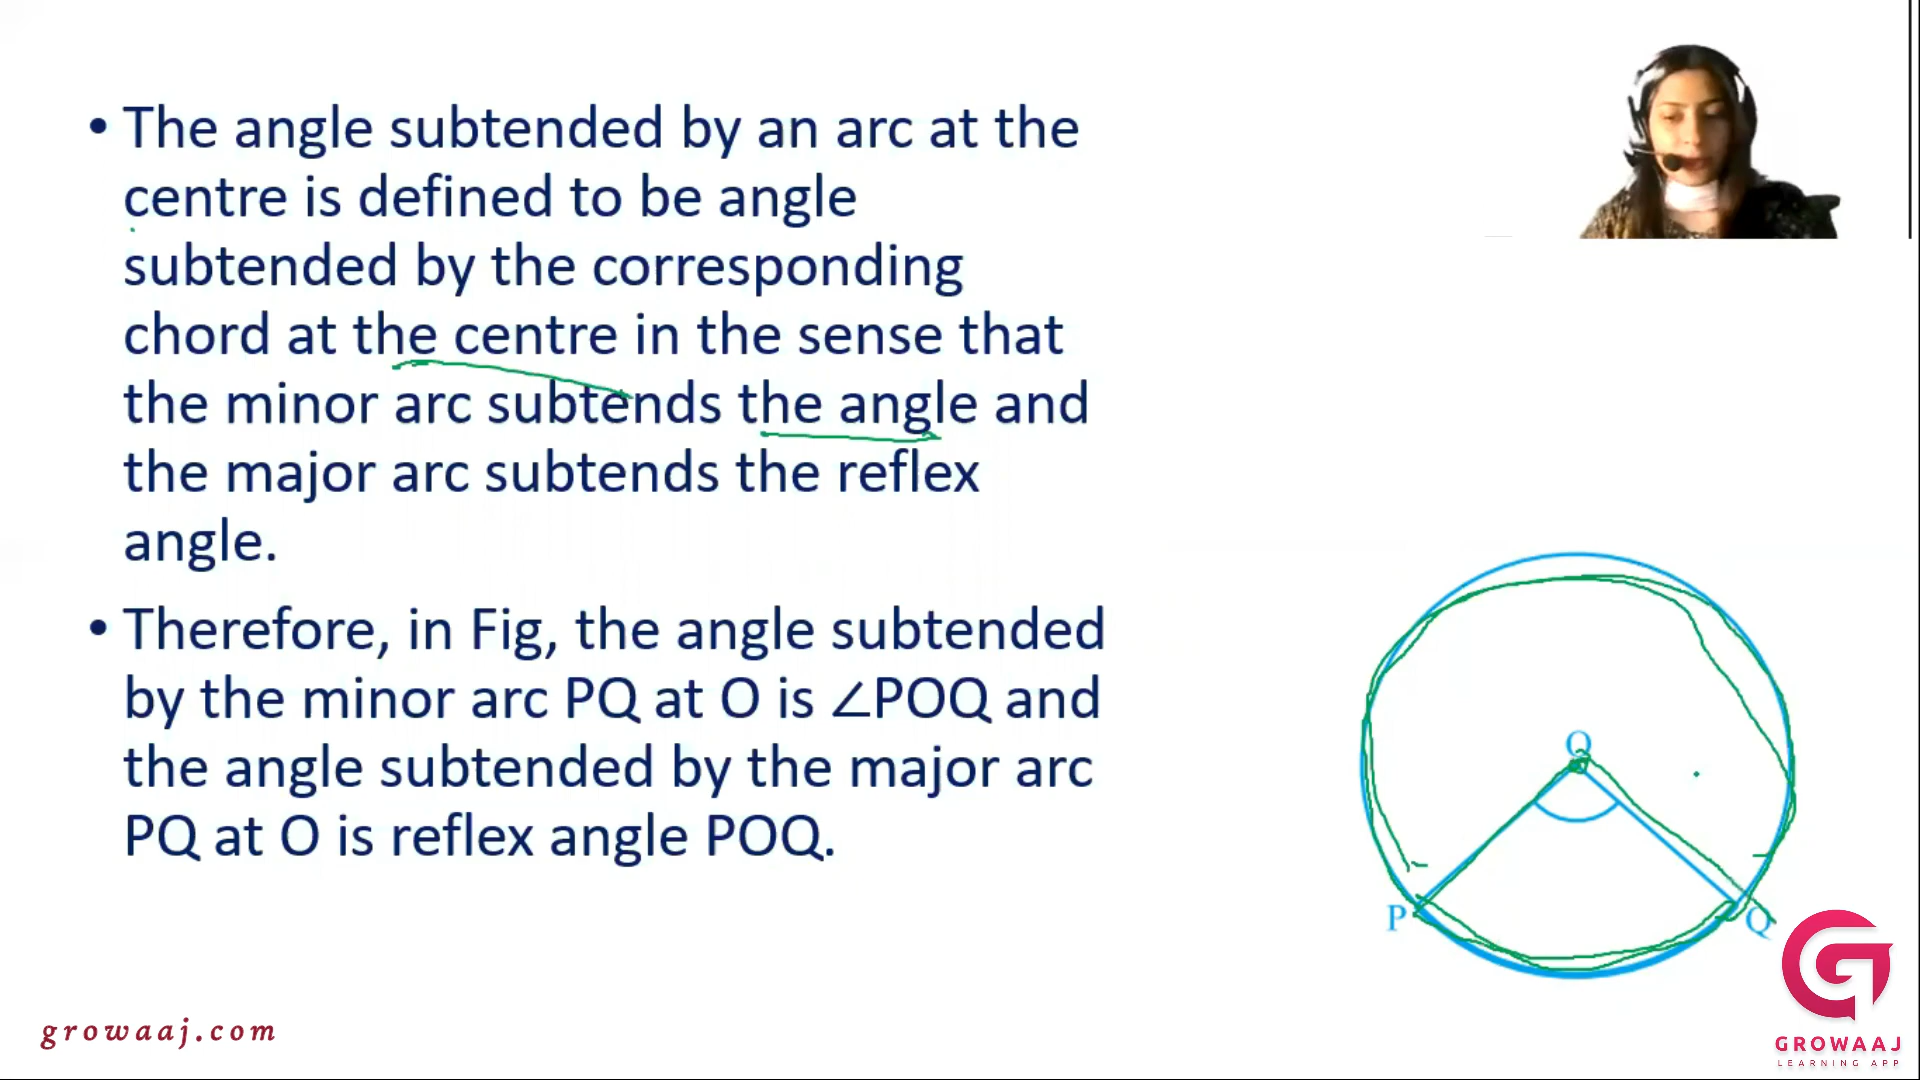 • The angle subtended by an arc at the
centre is defined to be angle
subtended by the corresponding
chord at the centre in the sense that
the minor arc subtends the angle and
the major arc subtends the reflex
angle.
• Therefore, in Fig, the angle subtended
by the minor arc PQ at O is ∠POQ and
the angle subtended by the major arc
PQ at O is reflex angle POQ.
O
P
Q
growaaj.com
GROWAAJ
LEARNING APP